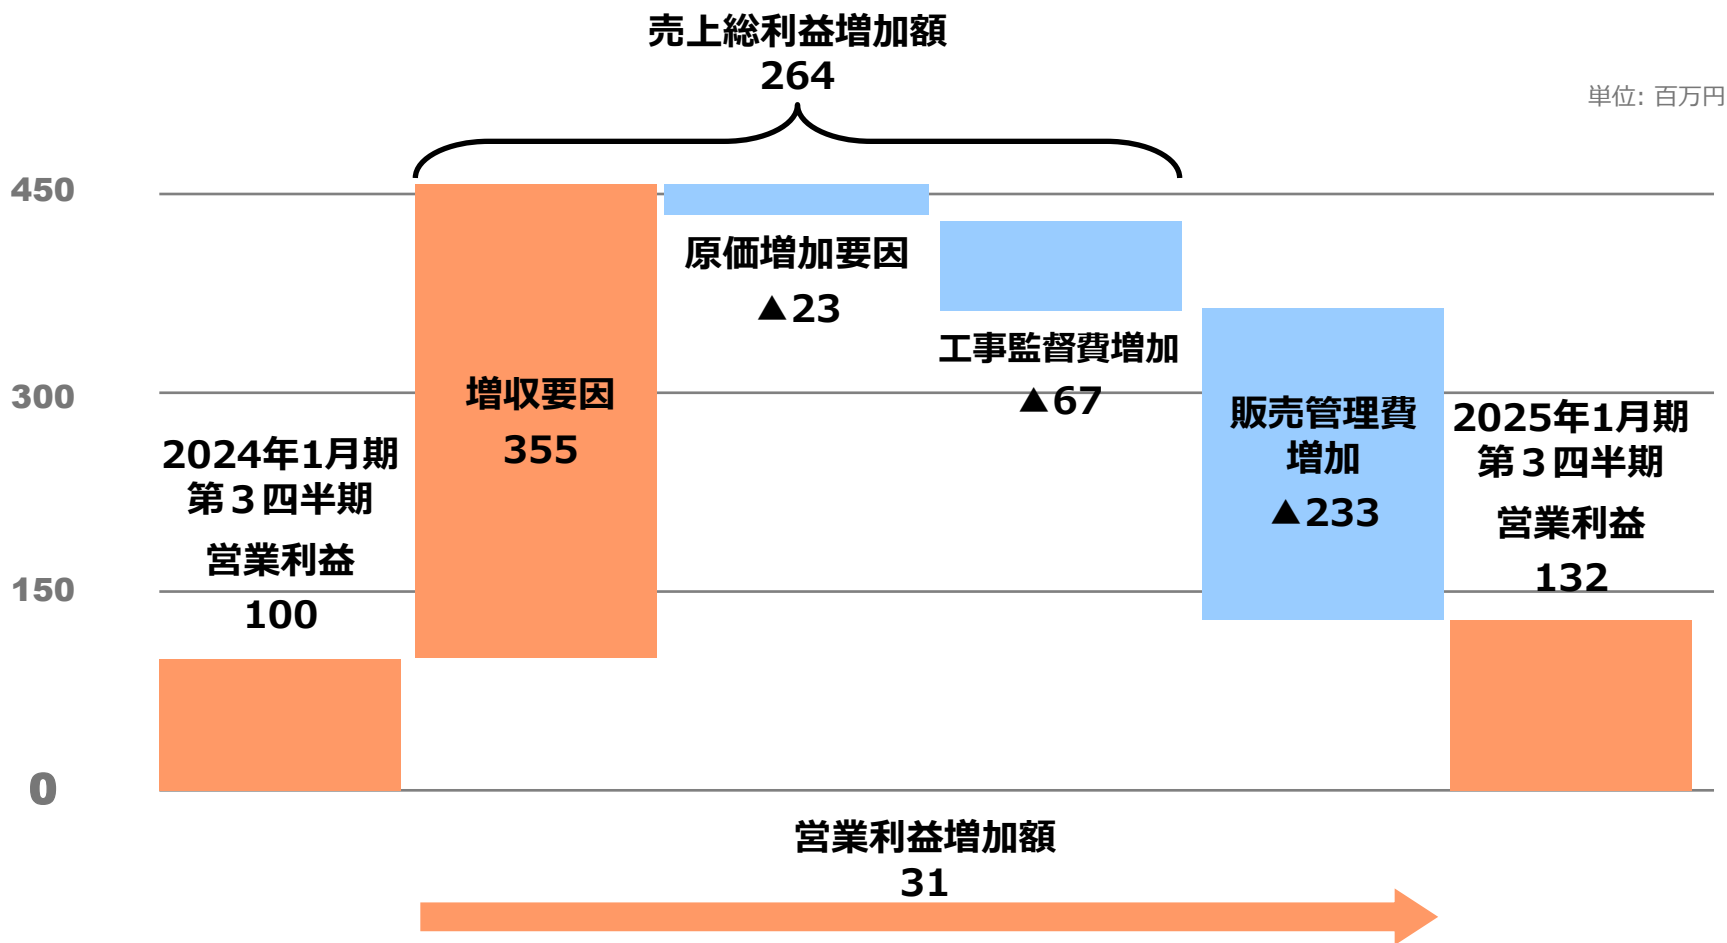 売上総利益増加額
264
単位: 百万円
450
300
150
0
2024年1月期
第３四半期
営業利益
100
増収要因
355
原価増加要因
▲23
工事監督費増加
▲67
販売管理費
増加
▲233
2025年1月期
第３四半期
営業利益
132
営業利益増加額
31